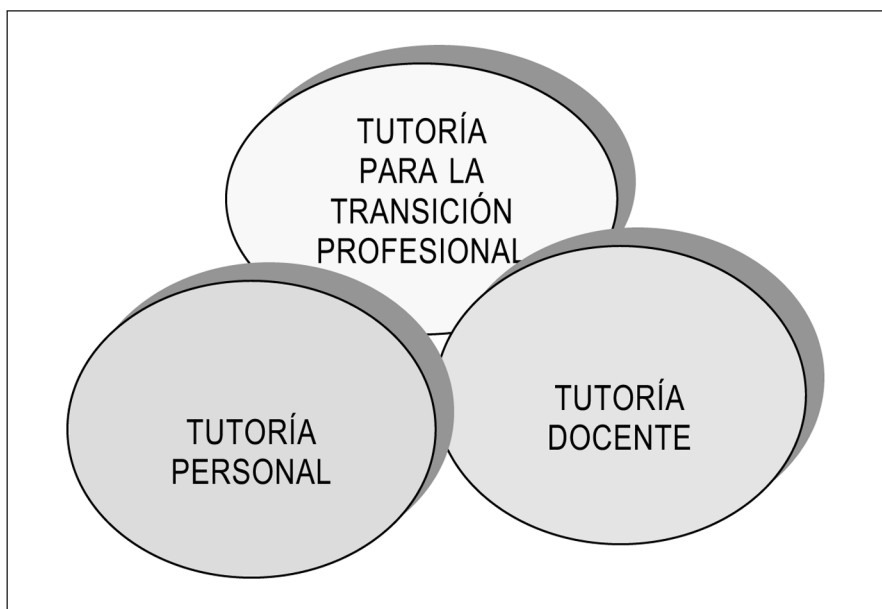 TUTORÍA
PARA LA
TRANSICIÓN
PROFESIONAL
TUTORÍA
PERSONAL
TUTORÍA
DOCENTE